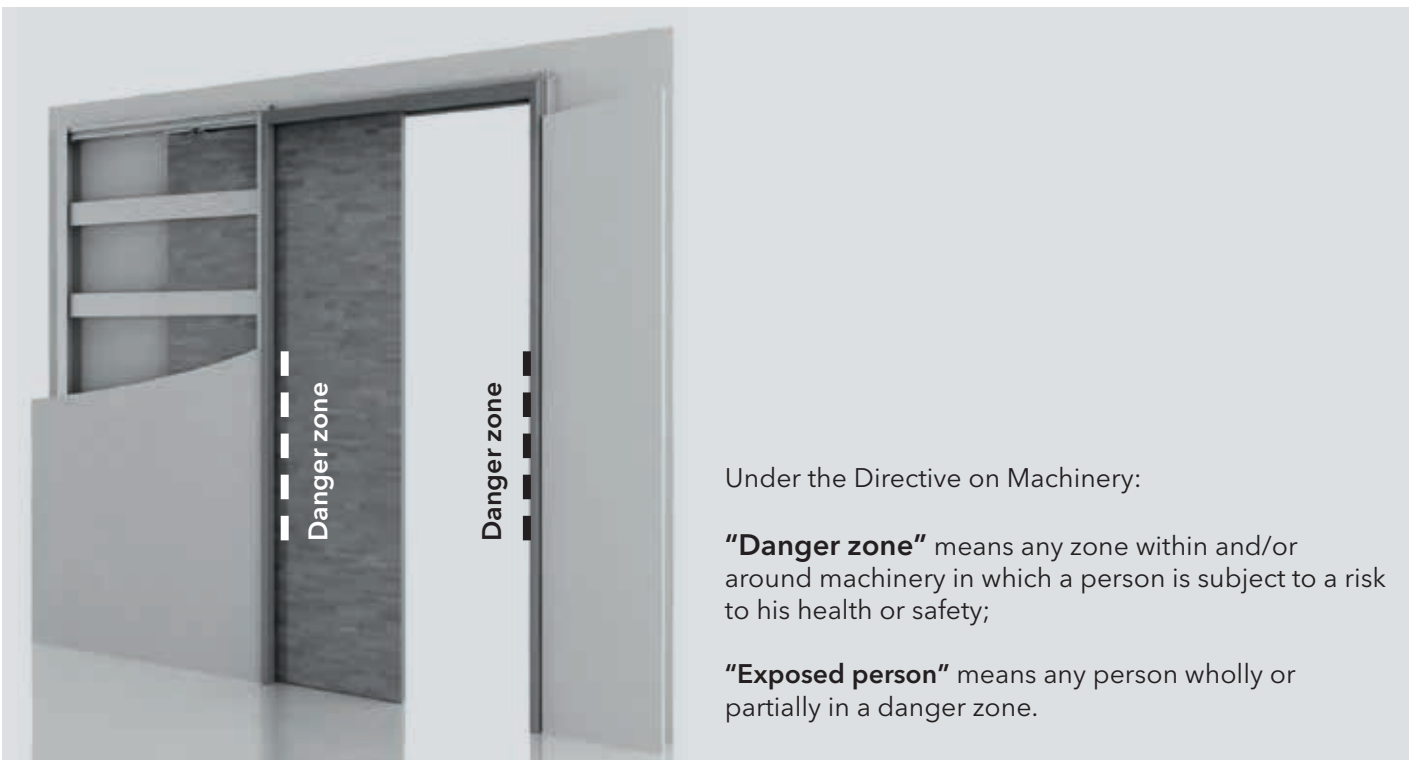 Danger zone
Danger zone
Under the Directive on Machinery:
“Danger zone” means any zone within and/or
around machinery in which a person is subject to a risk
to his health or safety;
“Exposed person” means any person wholly or
partially in a danger zone.